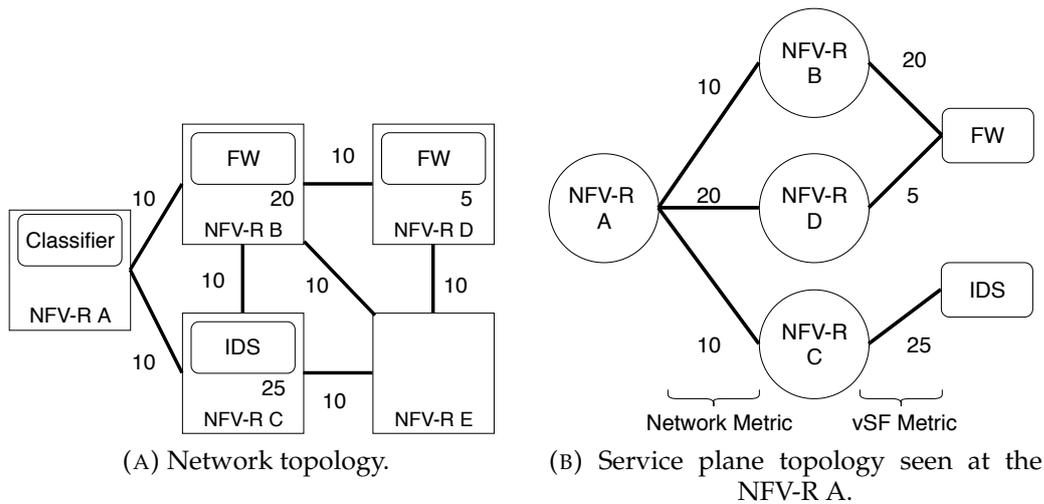 FW
FW
10
20
5
10
NFV-R B
NFV-R D
Classifier
10
10
10
NFV-R A
IDS
10
25
10
NFV-R C
NFV-R E
(A) Network topology.
NFV-R
B
20
10
FW
NFV-R
A
20
NFV-R
D
5
IDS
10
NFV-R
C
25
Network Metric
vSF Metric
(B) Service plane topology seen at the
NFV-R A.